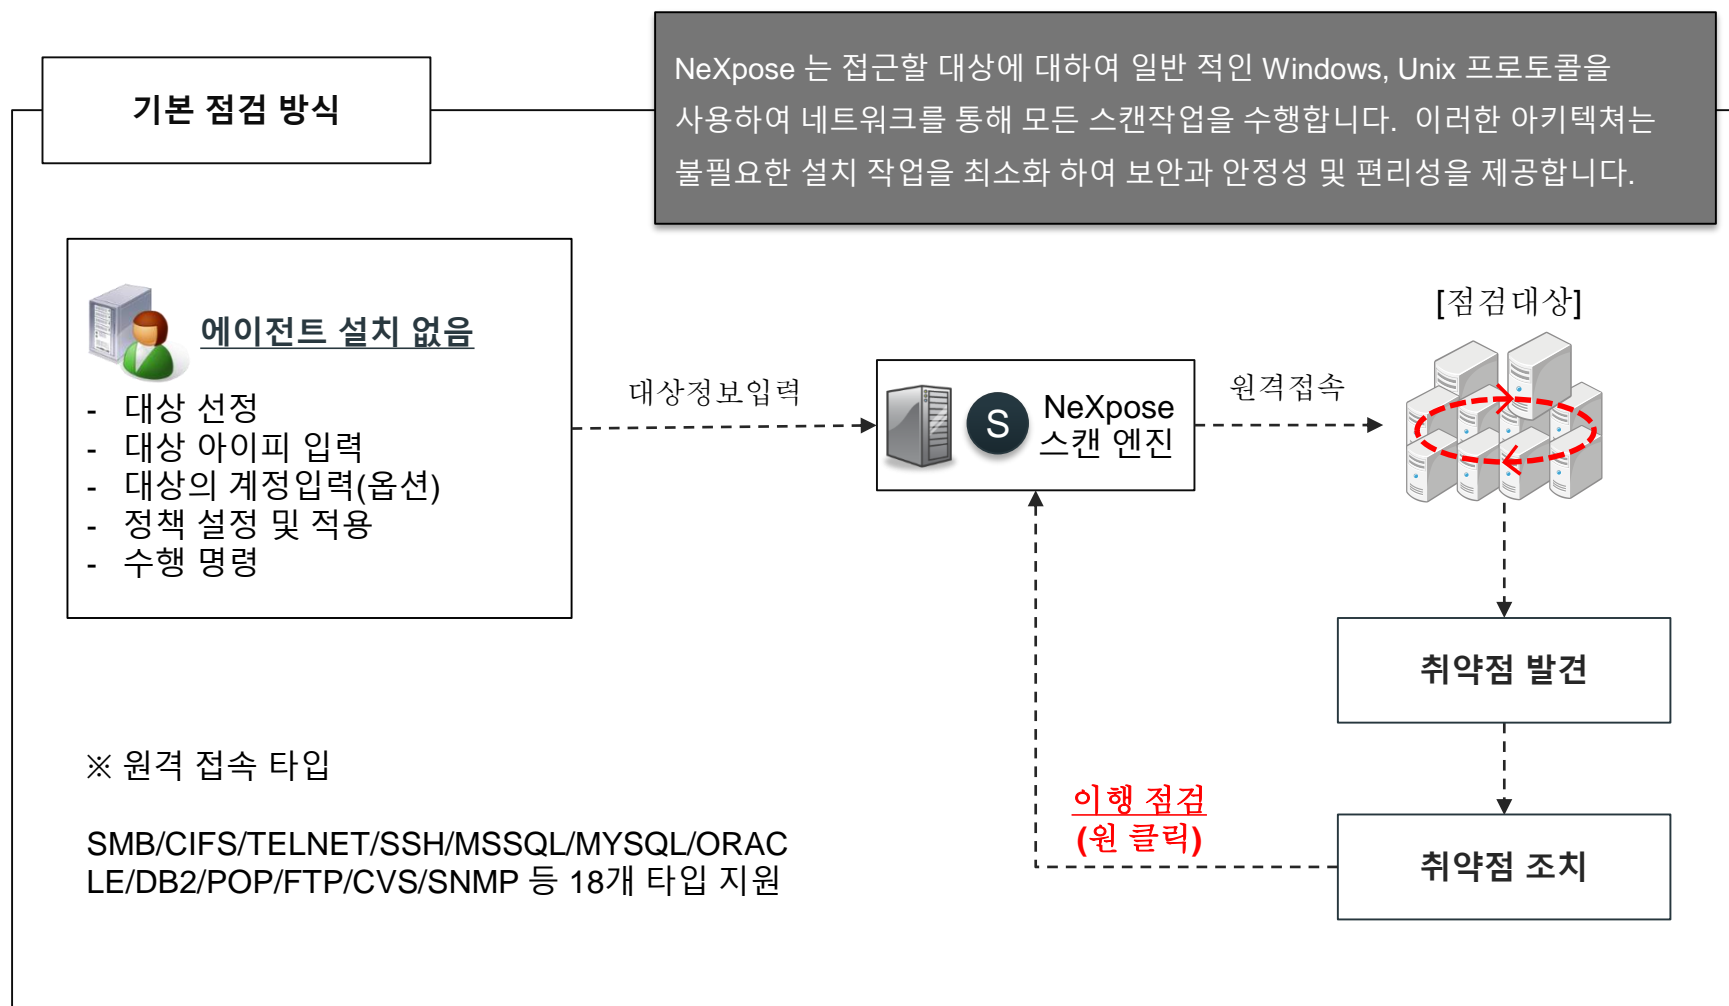 기본 점검 방식
NeXpose 는 접근할 대상에 대하여 일반 적인 Windows, Unix 프로토콜을
사용하여 네트워크를 통해 모든 스캔작업을 수행합니다. 이러한 아키텍쳐는
불필요한 설치 작업을 최소화 하여 보안과 안정성 및 편리성을 제공합니다.
에이전트 설치 없음
- 대상 선정
- 대상 아이피 입력
- 대상의 계정입력(옵션)
- 정책 설정 및 적용
- 수행 명령
대상정보입력
S
NeXpose
스캔 엔진
원격접속
[점검대상]
취약점 발견
취약점 조치
이행 점검
(원 클릭)
※ 원격 접속 타입
SMB/CIFS/TELNET/SSH/MSSQL/MYSQL/ORAC
LE/DB2/POP/FTP/CVS/SNMP 등 18개 타입 지원